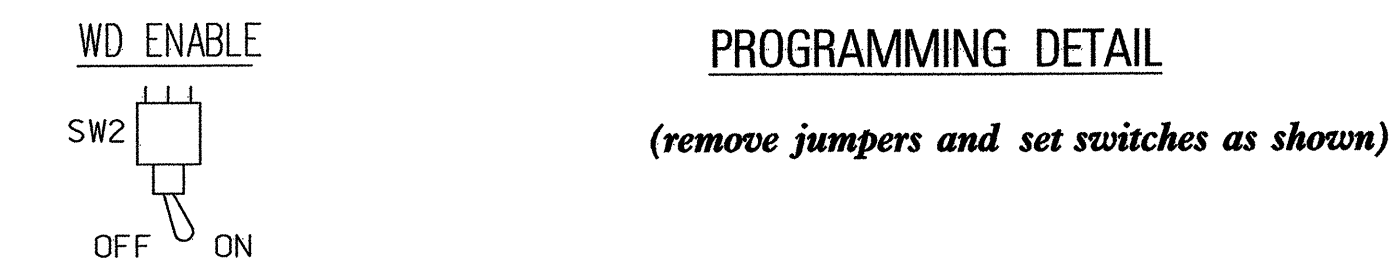 WD ENABLE
SW2
OFF ON
PROGRAMMING DETAIL
(remove jumpers and set switches as shown)